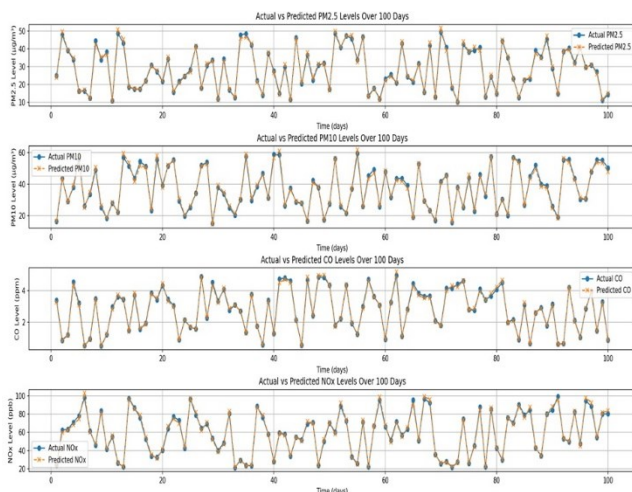 Actual vs Predicted PM2.5 Levels Over 100 Days
PM2.5 Level (µg/m³)
50
40
30
20
10
Actual PM2.5
Predicted PM2.5
0
20
40
60
80
100
Time (days)
Actual vs Predicted PM10 Levels Over 100 Days
PM10 Level (µg/m³)
60
40
20
Actual PM10
Predicted PM10
0
20
40
60
80
100
Time (days)
Actual vs Predicted CO Levels Over 100 Days
CO Level (ppm)
4
2
Actual CO
Predicted CO
0
20
40
60
80
100
Time (days)
Actual vs Predicted NOx Levels Over 100 Days
NOx Level (ppb)
100
80
60
40
Actual NOx
Predicted NOx
0
20
40
60
80
100
Time (days)